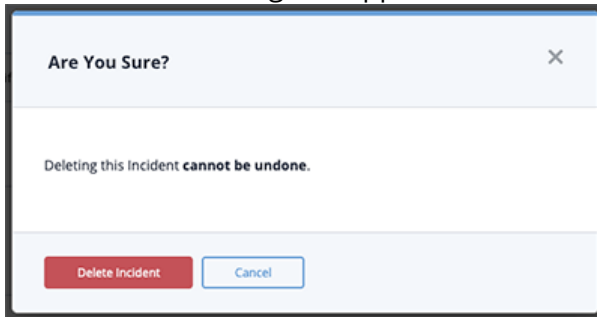 Are You Sure?
Deleting this Incident cannot be undone.
Delete Incident
Cancel